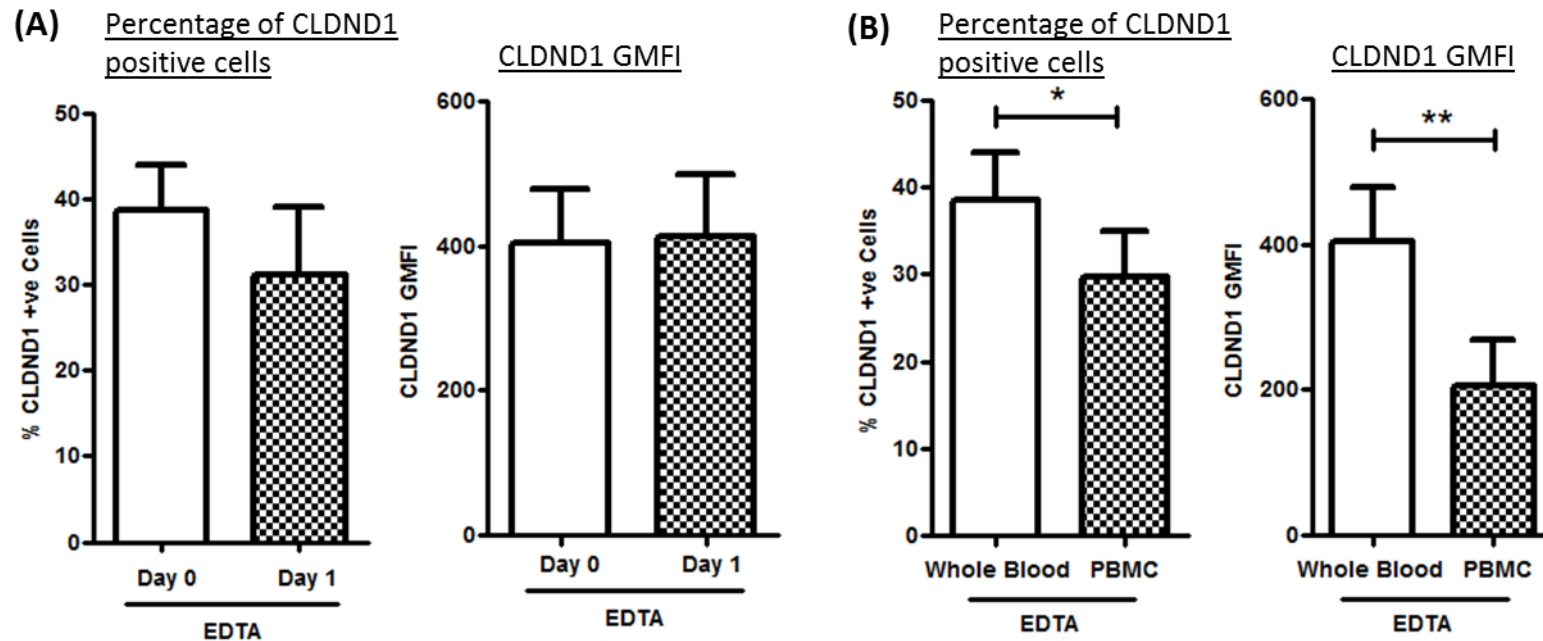 (A)
Percentage of CLDND1
positive cells
CLDND1 GMFI
50
40
30
20
10
0
% CLDND1 +ve Cells
Day 0
Day 1
EDTA
600
400
200
0
CLDND1 GMFI
Day 0
Day 1
EDTA
(B)
Percentage of CLDND1
positive cells
CLDND1 GMFI
50
40
30
20
10
0
% CLDND1 +ve Cells
*
Whole Blood
PBMC
EDTA
600
400
200
0
CLDND1 GMFI
**
Whole Blood
PBMC
EDTA